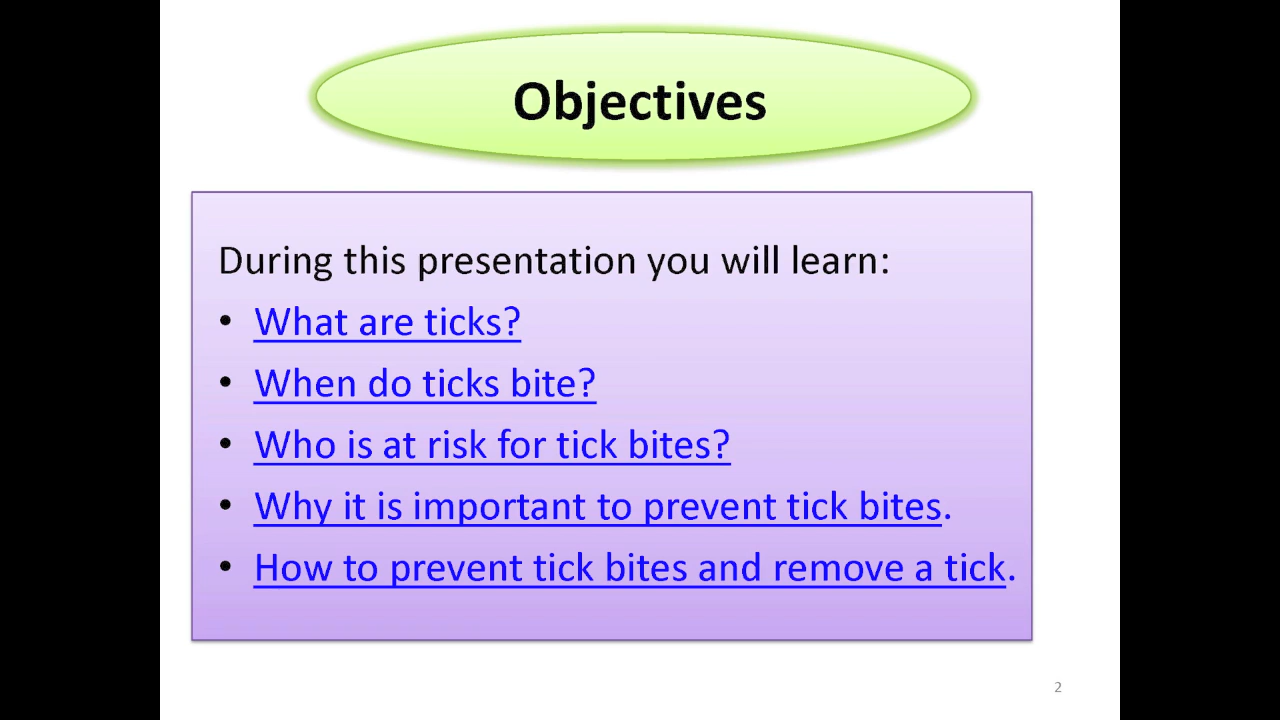 Objectives
During this presentation you will learn:
• What are ticks?
• When do ticks bite?
• Who is at risk for tick bites?
• Why it is important to prevent tick bites.
• How to prevent tick bites and remove a tick.
2